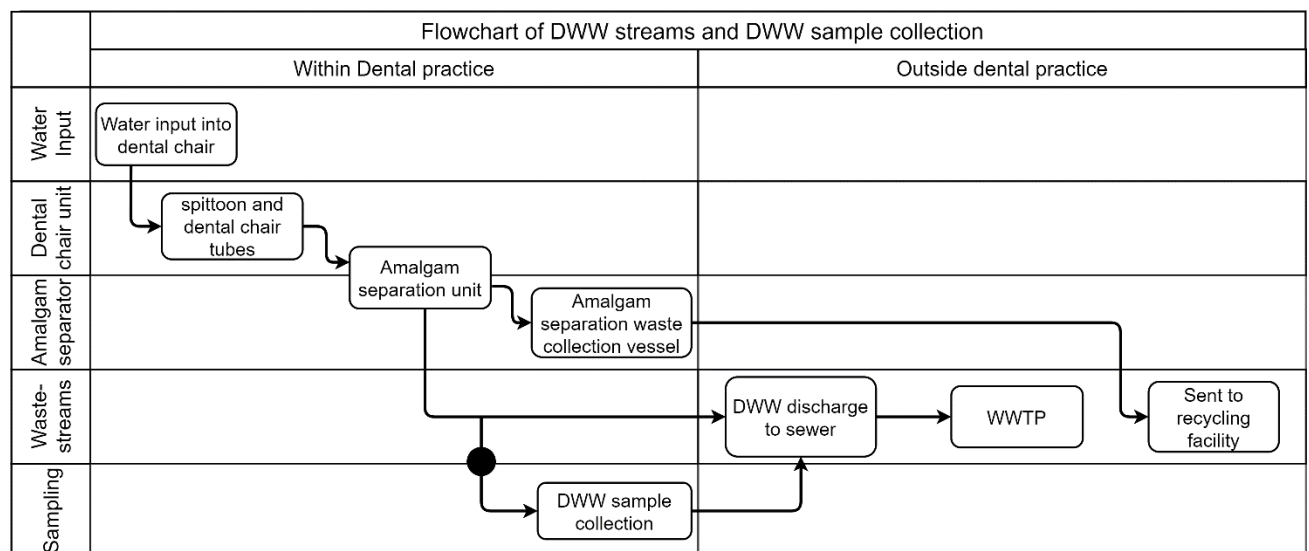 Flowchart of DWW streams and DWW sample collection
Within Dental practice
Outside dental practice
Water
Input
Water input into
dental chair
Dental
chair unit
spittoon and
dental chair
tubes
Amalgam
separation unit
Amalgam
separator
Amalgam
separation waste
collection vessel
Waste-
streams
DWW discharge
to sewer
WWTP
Sent to
recycling
facility
Sampling
DWW sample
collection